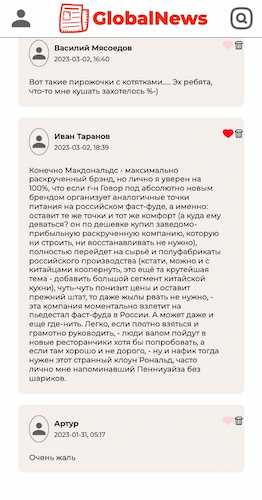 GlobalNews
Василий Мясоедов
2023-03-02, 16:40
Вот такие пирожочки с котятками..... Эх ребята,
что-то мне кушать захотелось %-)
Иван Таранов
2023-03-02, 18:39
Конечно Макдональдс - максимально
раскрученный брэнд, но лично я уверен на
100%, что если г-н Говор под абсолютно новым
брендом организует аналогичные точки
питания на российском фаст-фуде, а именно:
оставит те же точки и тот же комфорт (а куда ему
деваться? он по дешевке купил заведомо-
прибыльную раскрученную компанию, которую
ни строить, ни восстанавливать не нужно),
полностью перейдет на сырьё и полуфабрикаты
российского производства (кстати, можно и с
китайцами коопернуть, это ещё та крутейшая
тема - добавить большой сегмент китайской
кухни), чуть-чуть понизит цены и оставит
прежний штат, то даже жылы рвать не нужно, -
эта компания моментально взлетит на
пьедестал фаст-фуда в России. А может даже и
ещё где-нить. Легко, если плотно взяться и
грамотно руководить, - люди валом пойдут в
новые ресторанчики хотя бы попробовать, а
если там хорошо и не дорого, - ну и нафик тогда
нужен этот странный клоун Рональд, часто
лично мне напоминавший Пенниуайза без
шариков.
Артур
2023-01-31, 05:17
Очень жаль